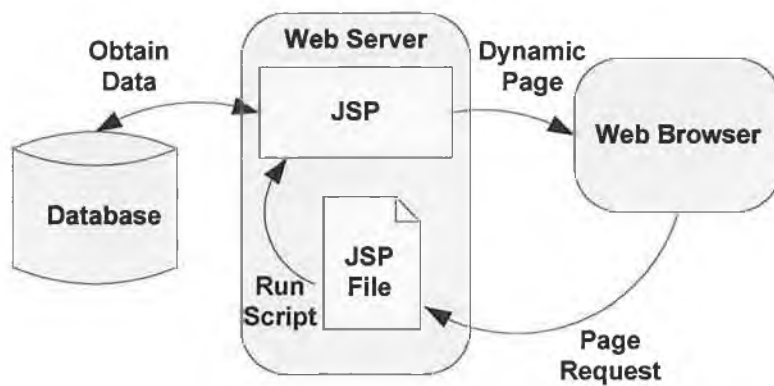 Obtain
Data
Web Server
Dynamic
Page
JSP
Web Browser
Database
JSP
File
Run
Script
Page
Request